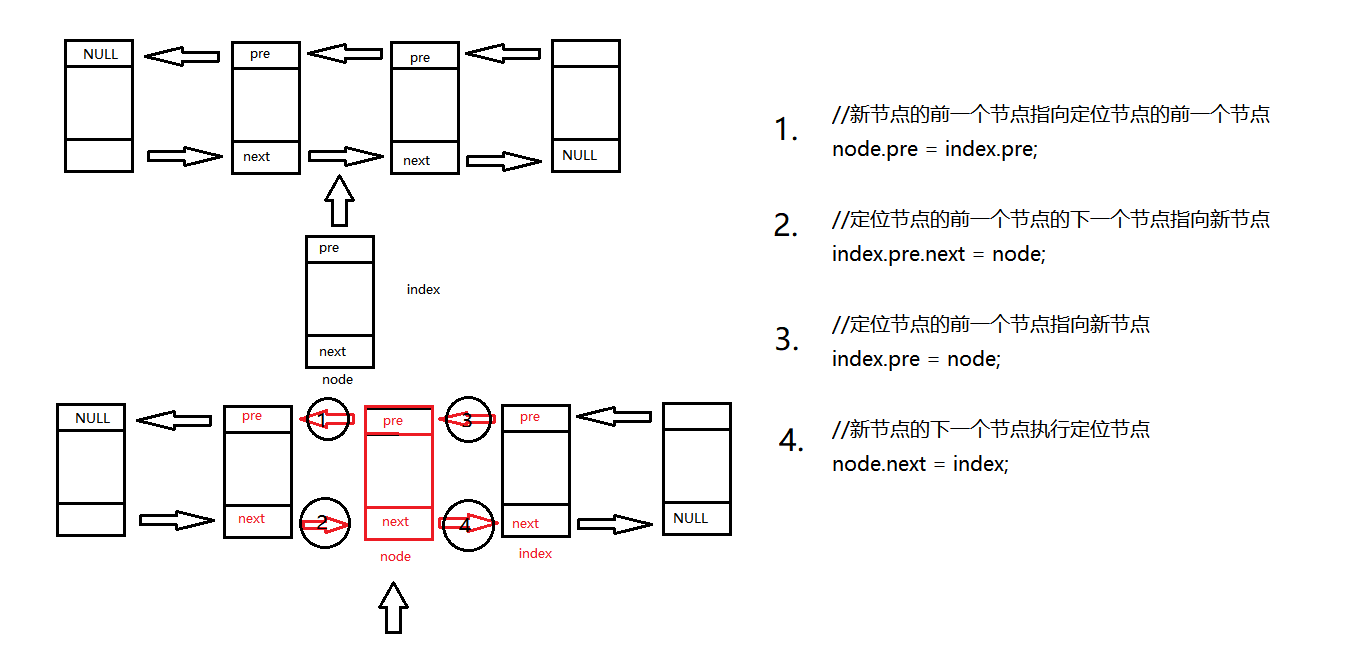 NULL
pre
pre
next
next
NULL
pre
index
next
node
NULL
pre
1
pre
3
pre
next
2
next
4
next
NULL
node
index
1.
//新节点的前一个节点指向定位节点的前一个节点
node.pre = index.pre;
2.
//定位节点的前一个节点的下一个节点指向新节点
index.pre.next = node;
3.
//定位节点的前一个节点指向新节点
index.pre = node;
4.
//新节点的下一个节点执行定位节点
node.next = index;